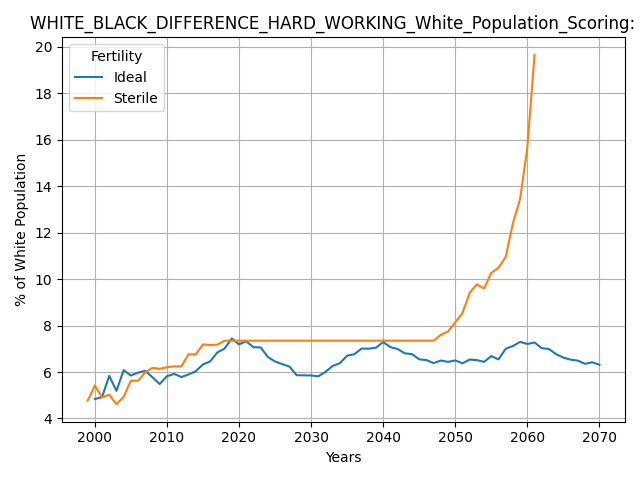 WHITE_BLACK_DIFFERENCE_HARD_WORKING_White_Population_Scoring:
Fertility
Ideal
Sterile
% of White Population
20
18
16
14
12
10
8
6
4
2000 2010 2020 2030 2040 2050 2060 2070
Years